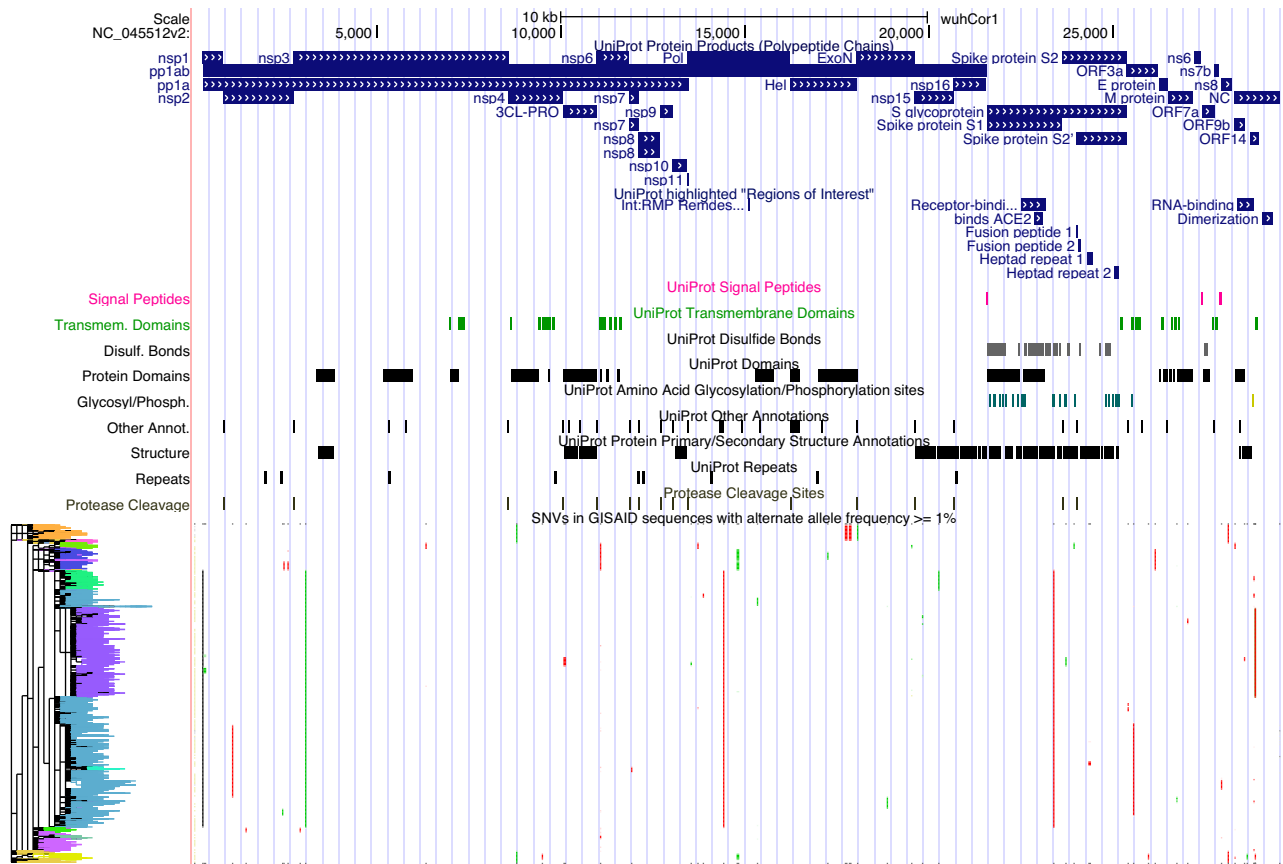 Scale 10 kb wuhCor1
NC_045512v2: 5,000 10,000 15,000 20,000 25,000
UniProt Protein Products (Polypeptide Chains)
nsp1 nsp3 nsp6 Pol ExoN Spike protein S2 ns6
pp1ab ORF3a ns7b
pp1a Hel nsp16 E protein ns8
nsp2 nsp4 nsp7 nsp15 M protein NC
3CL-PRO nsp9 S glycoprotein ORF7a
nsp7 Spike protein S1 ORF9b
nsp8 Spike protein S2' ORF14
nsp8
nsp10
nsp11
UniProt highlighted "Regions of Interest"
Int:RMP Remdes... Receptor-bindi... RNA-binding
binds ACE2 Dimerization
Fusion peptide 1
Fusion peptide 2
Heptad repeat 1
Heptad repeat 2
UniProt Signal Peptides
Signal Peptides
UniProt Transmembrane Domains
Transmem. Domains
UniProt Disulfide Bonds
Disulf. Bonds
UniProt Domains
Protein Domains
UniProt Amino Acid Glycosylation/Phosphorylation sites
Glycosyl/Phosph.
UniProt Other Annotations
Other Annot.
UniProt Protein Primary/Secondary Structure Annotations
Structure
UniProt Repeats
Repeats
Protease Cleavage Sites
Protease Cleavage
SNVs in GISAID sequences with alternate allele frequency >= 1%